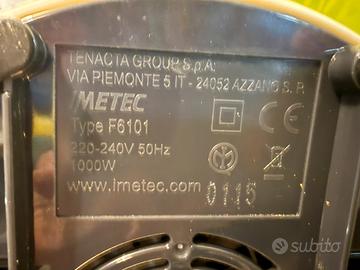 TENACTA GROUP S.p.A.
VIA PIEMONTE 5 IT - 24052 AZZANO S. P.
IMETEC
Type F6101
220-240V 50Hz
1000W
www.imetec.com
0115
CE
subito